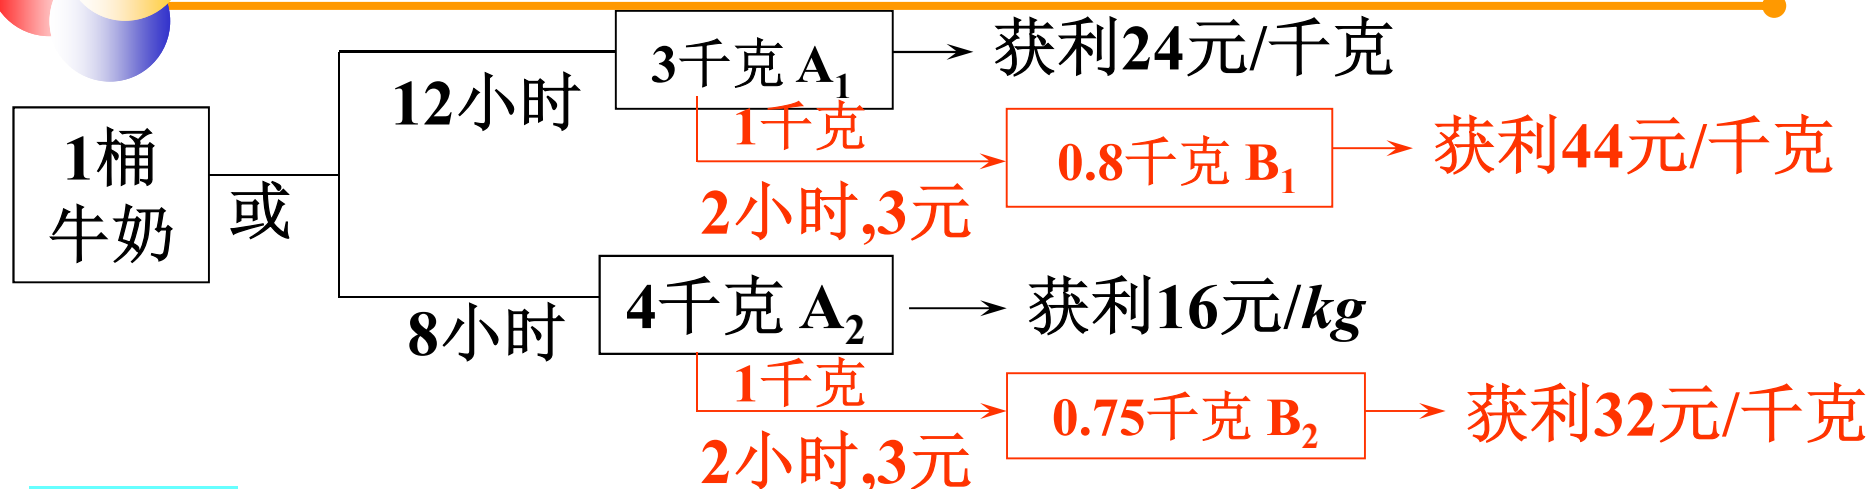 1桶
牛奶
或
12小时
3千克 A₁
获利24元/千克
1千克
2小时,3元
0.8千克 B₁
获利44元/千克
8小时
4千克 A₂
获利16元/kg
1千克
2小时,3元
0.75千克 B₂
获利32元/千克